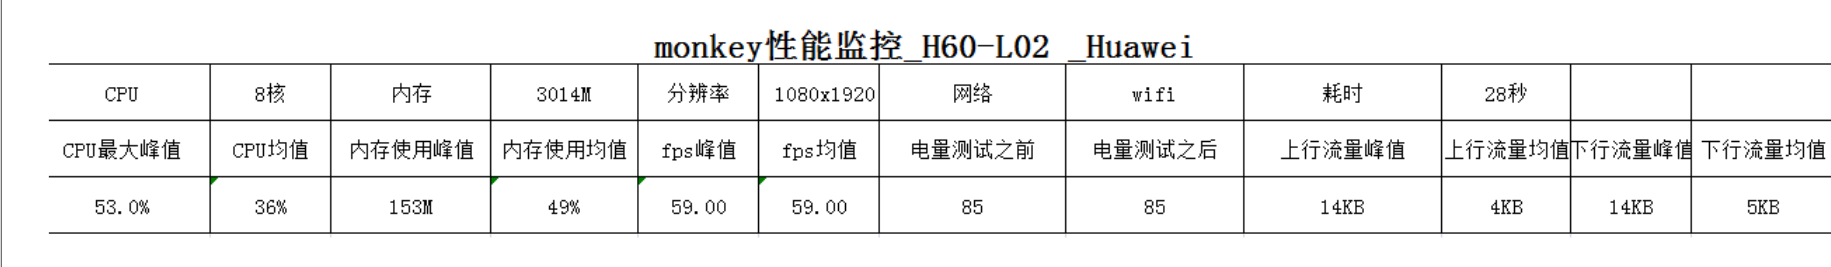 monkey性能监控_H60-L02 _Huawei
CPU 8核 内存 3014M 分辨率 1080x1920 网络 wifi 耗时 28秒
CPU最大峰值 CPU均值 内存使用峰值 内存使用均值 fps峰值 fps均值 电量测试之前 电量测试之后 上行流量峰值 上行流量均值 下行流量峰值 下行流量均值
53.0% 36% 153M 49% 59.00 59.00 85 85 14KB 4KB 14KB 5KB